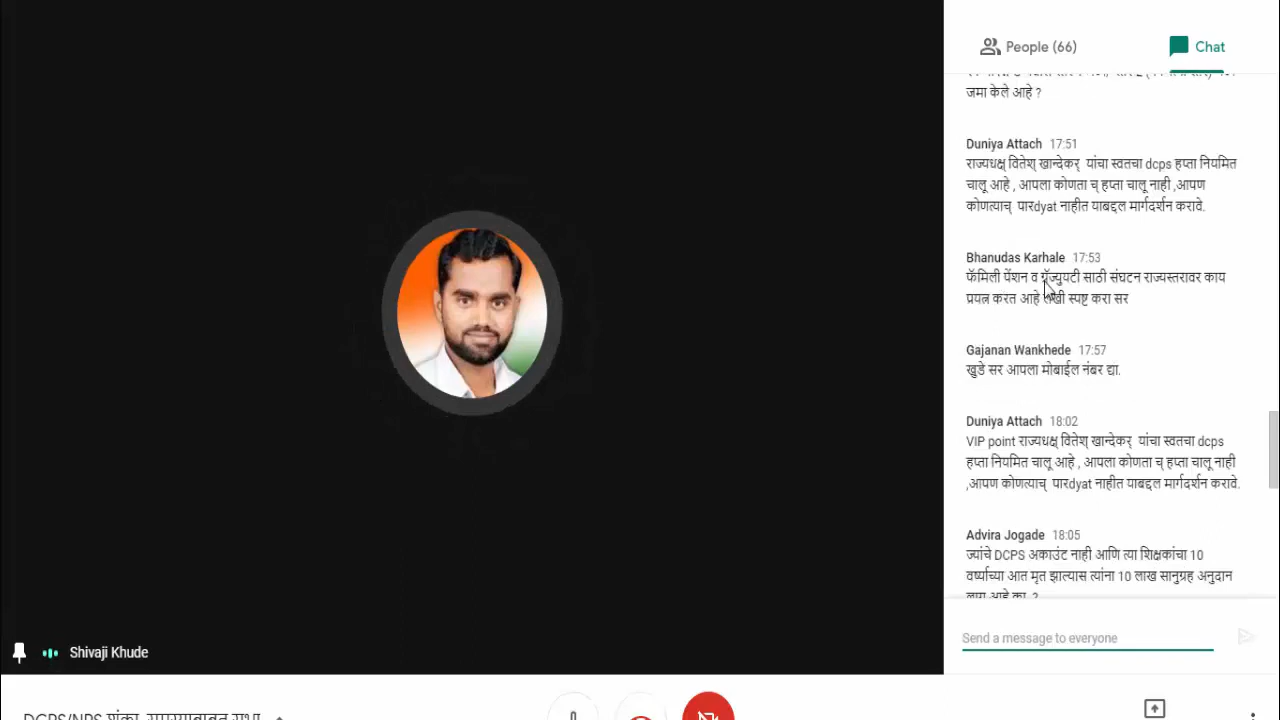 People (66)
Chat
जमा केले आहे ?
Duniya Attach 17:51
राज्यधक्ष् वितेश् खान्देकर् यांचा स्वतचा dcps हप्ता नियमित
चालू आहे , आपला कोणता च् हप्ता चालू नाही ,आपण
कोणत्याच् पारdyat नाहीत याबद्दल मार्गदर्शन करावे.
Bhanudas Karhale 17:53
फॅमिली पेंशन व ग्रॅज्युयटी साठी संघटन राज्यस्तरावर काय
प्रयत्न करत आहे स्पष्ट करा सर
Gajanan Wankhede 17:57
खुडे सर आपला मोबाईल नंबर द्या.
Duniya Attach 18:02
VIP point राज्यधक्ष् वितेश् खान्देकर् यांचा स्वतचा dcps
हप्ता नियमित चालू आहे , आपला कोणता च् हप्ता चालू नाही
,आपण कोणत्याच् पारdyat नाहीत याबद्दल मार्गदर्शन करावे.
Advira Jogade 18:05
ज्यांचे DCPS अकाउंट नाही आणि त्या शिक्षकांचा 10
वर्ष्याच्या आत मृत झाल्यास त्यांना 10 लाख सानुग्रह अनुदान
लागू आहे का ?
Send a message to everyone
Shivaji Khude
DCPS/NPS शंका